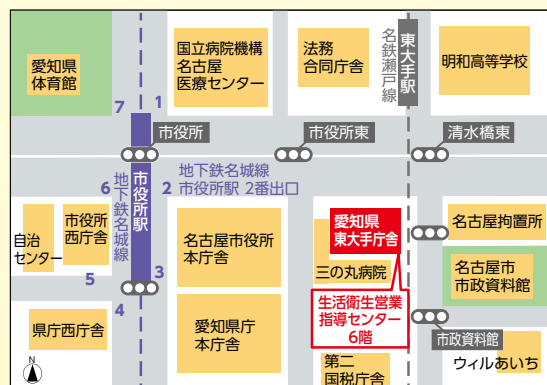 愛知県
体育館
国立病院機構
名古屋
医療センター
法務
合同庁舎
名鉄瀬戸線
東大手駅
明和高等学校
7
1
市役所
市役所東
清水橋東
6
地下鉄名城線
市役所駅
2
地下鉄名城線
市役所駅 2番出口
自治
センター
市役所
西庁舎
名古屋市役所
本庁舎
愛知県
東大手庁舎
三の丸病院
名古屋拘置所
名古屋市
市政資料館
5
3
4
生活衛生営業
指導センター
6階
県庁西庁舎
愛知県庁
本庁舎
市政資料館
第二
国税庁舎
ウィルあいち
N